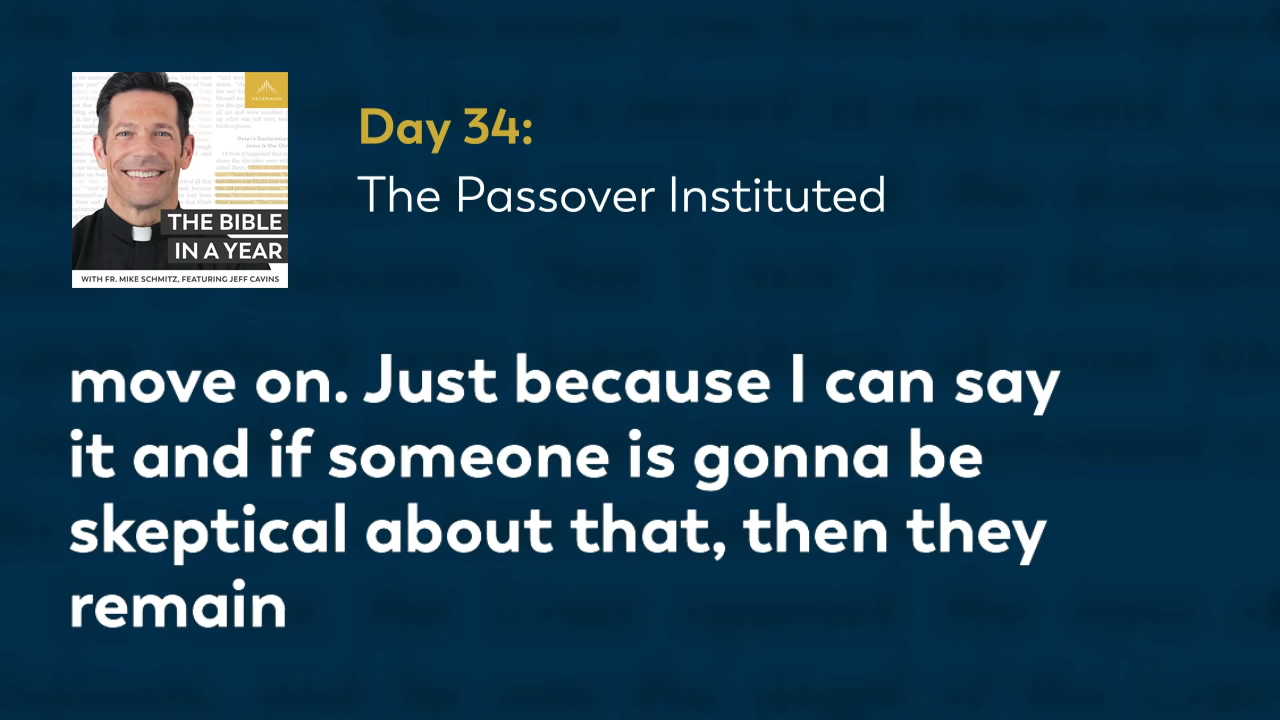 ASCENSION
THE BIBLE
IN A YEAR
WITH FR. MIKE SCHMITZ, FEATURING JEFF CAVINS
Day 34:
The Passover Instituted
move on. Just because I can say
it and if someone is gonna be
skeptical about that, then they
remain